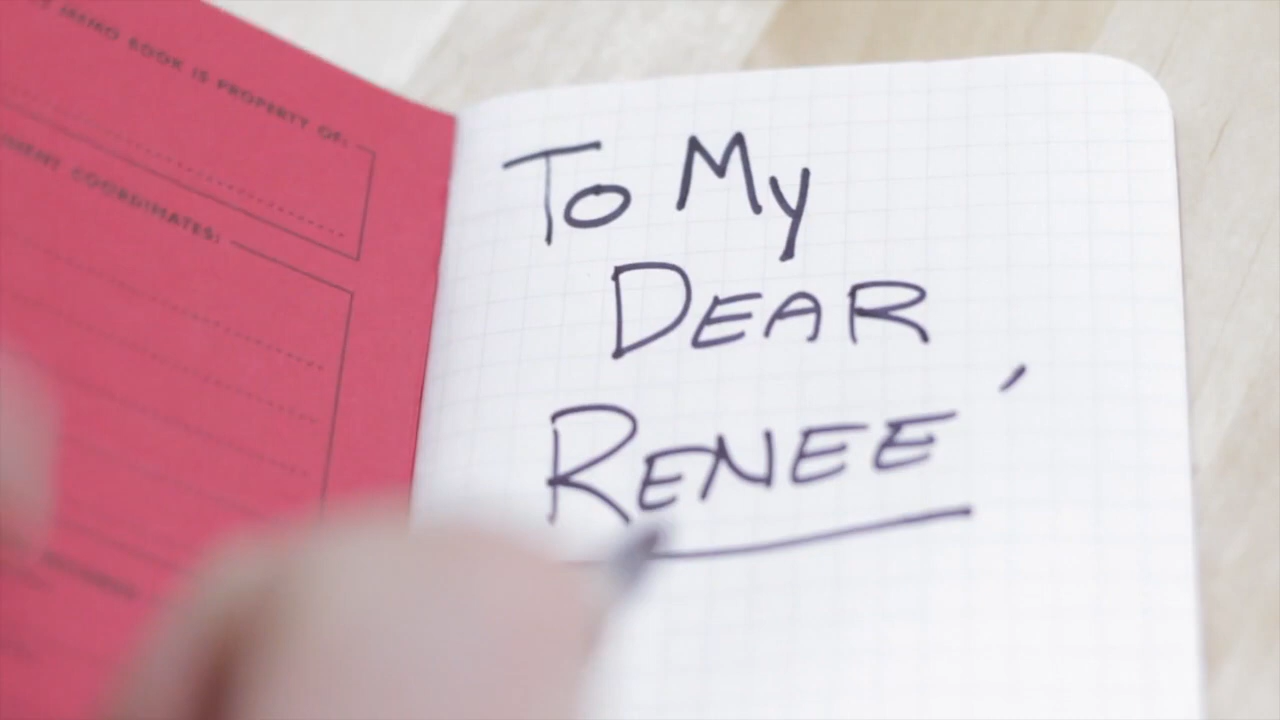 MEMO BOOK IS PROPERTY OF:
COORDINATES:
TO MY
DEAR
RENEE'